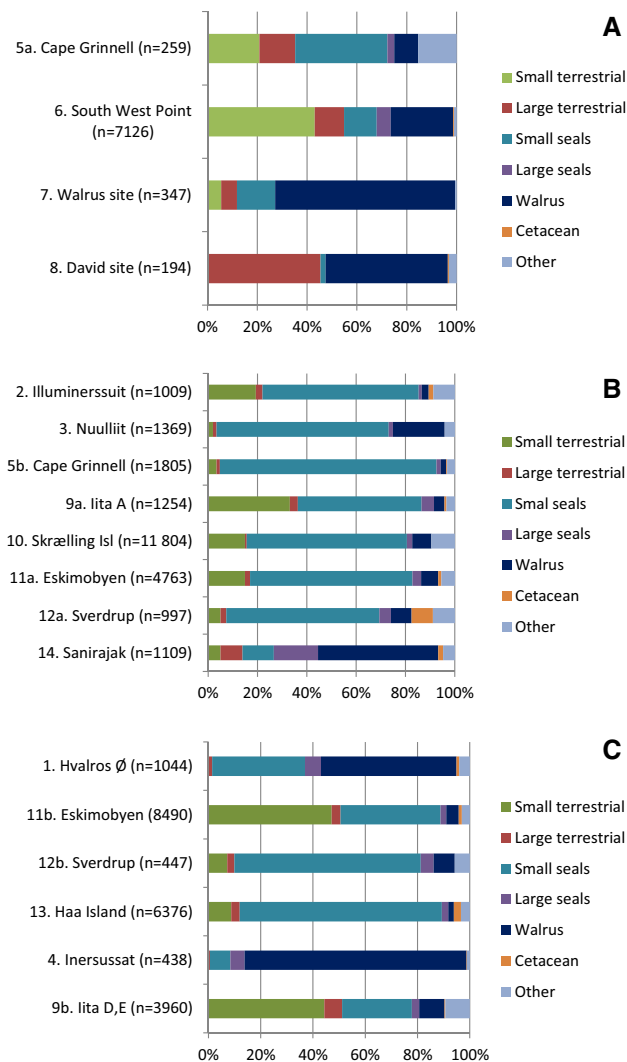 A
5a. Cape Grinnell (n=259)
6. South West Point
(n=7126)
7. Walrus site (n=347)
8. David site (n=194)
0% 20% 40% 60% 80% 100%
Small terrestrial
Large terrestrial
Small seals
Large seals
Walrus
Cetacean
Other
B
2. Illuminerssuit (n=1009)
3. Nuulliit (n=1369)
5b. Cape Grinnell (n=1805)
9a. Iita A (n=1254)
10. Skrælling Isl (n=11 804)
11a. Eskimobyen (n=4763)
12a. Sverdrup (n=997)
14. Sanirajak (n=1109)
0% 20% 40% 60% 80% 100%
Small terrestrial
Large terrestrial
Smal seals
Large seals
Walrus
Cetacean
Other
C
1. Hvalros Ø (n=1044)
11b. Eskimobyen (8490)
12b. Sverdrup (n=447)
13. Haa Island (n=6376)
4. Inersussat (n=438)
9b. Iita D,E (n=3960)
0% 20% 40% 60% 80% 100%
Small terrestrial
Large terrestrial
Small seals
Large seals
Walrus
Cetacean
Other